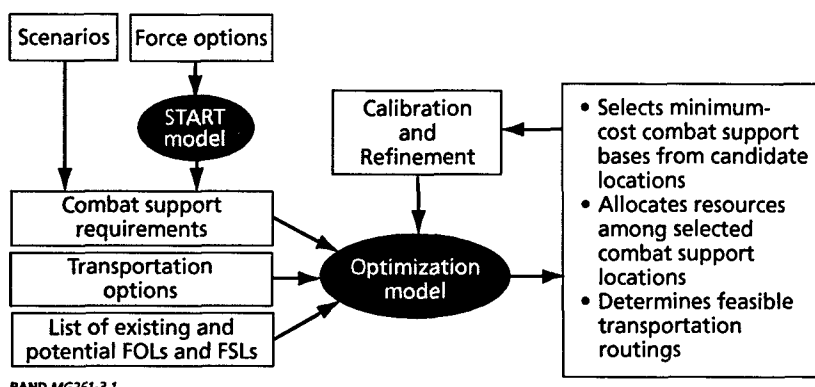 Scenarios
Force options
START
model
Calibration
and
Refinement
• Selects minimum-
cost combat support
bases from candidate
locations
• Allocates resources
among selected
combat support
locations
• Determines feasible
transportation
routings
Combat support
requirements
Transportation
options
List of existing and
potential FOLs and FSLs
Optimization
model
RAND MG261-3.1